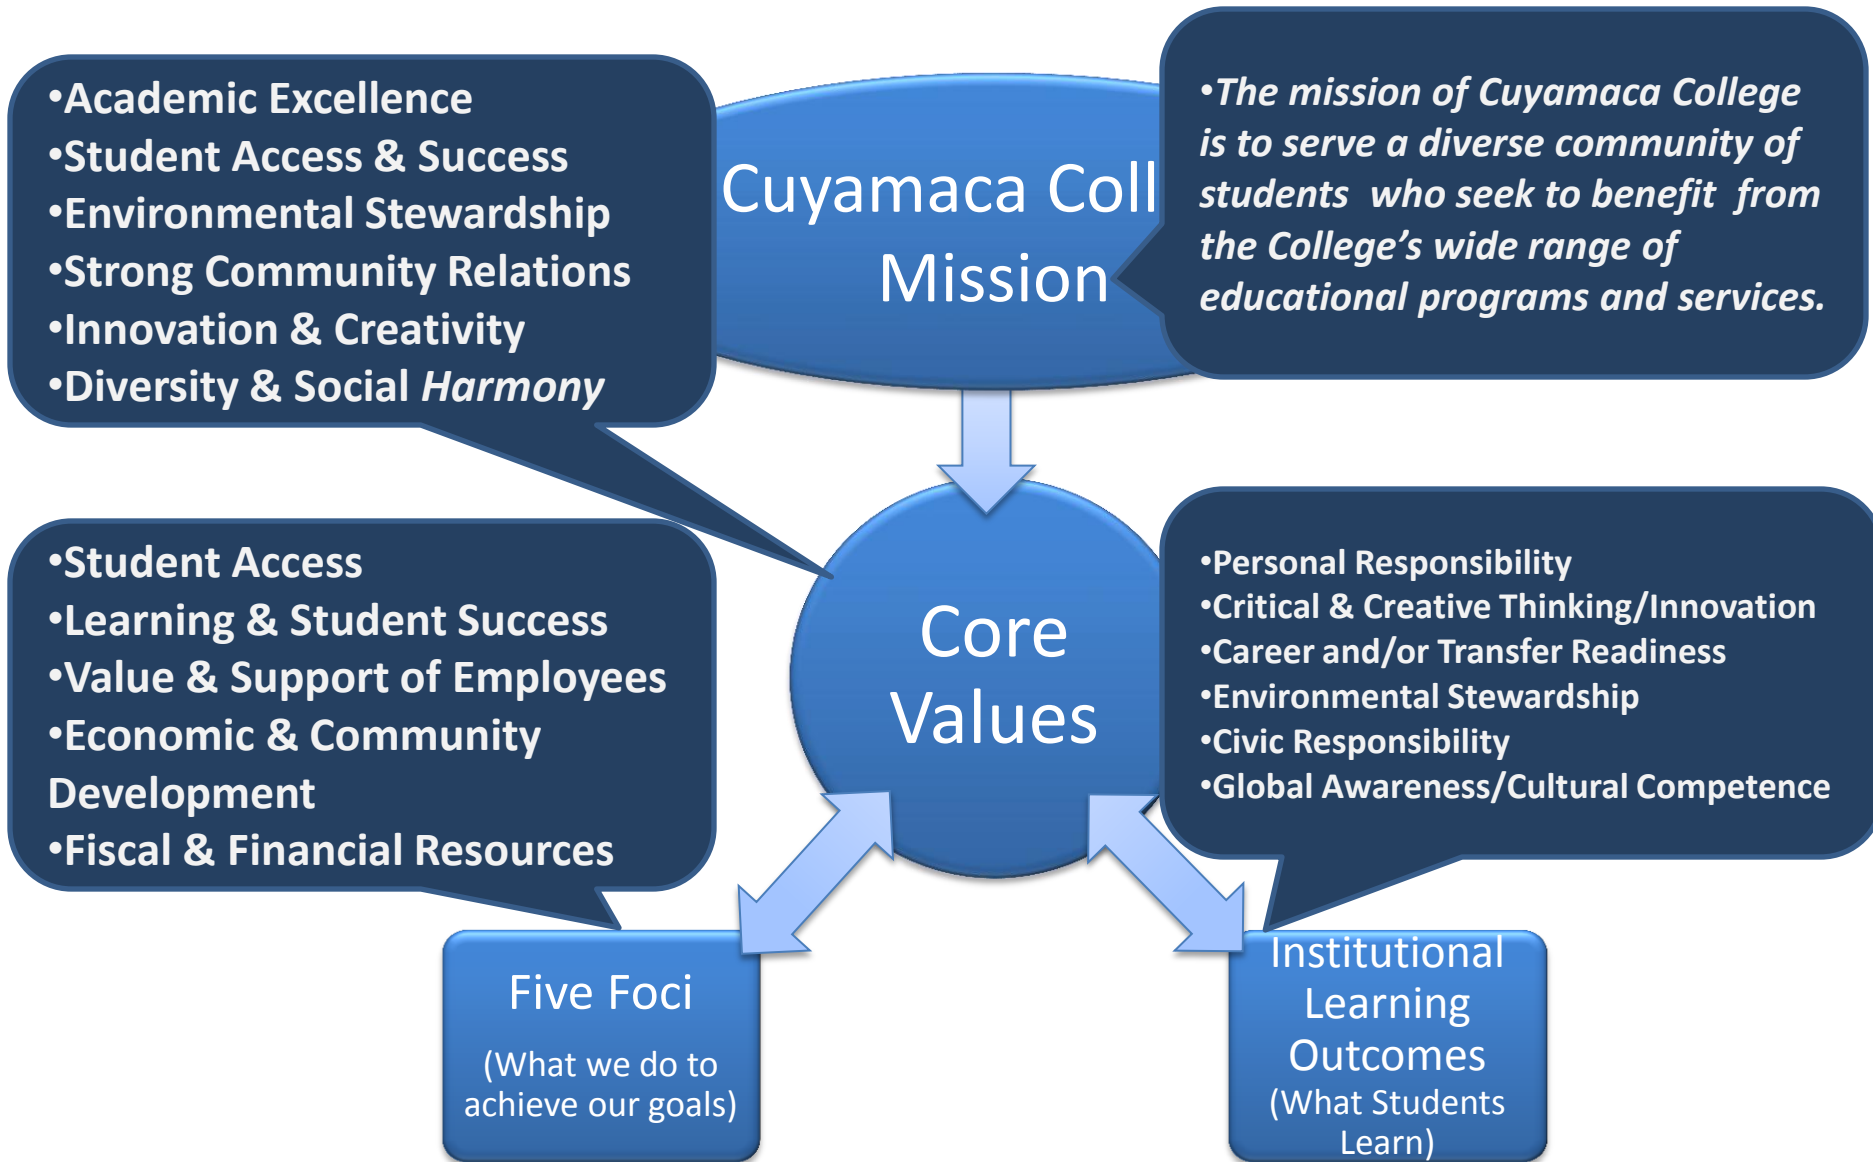 •Academic Excellence
•Student Access & Success
•Environmental Stewardship
•Strong Community Relations
•Innovation & Creativity
•Diversity & Social Harmony
Cuyamaca Coll
Mission
•The mission of Cuyamaca College
is to serve a diverse community of
students who seek to benefit from
the College’s wide range of
educational programs and services.
•Student Access
•Learning & Student Success
•Value & Support of Employees
•Economic & Community
Development
•Fiscal & Financial Resources
Core
Values
•Personal Responsibility
•Critical & Creative Thinking/Innovation
•Career and/or Transfer Readiness
•Environmental Stewardship
•Civic Responsibility
•Global Awareness/Cultural Competence
Five Foci
(What we do to
achieve our goals)
Institutional
Learning
Outcomes
(What Students
Learn)